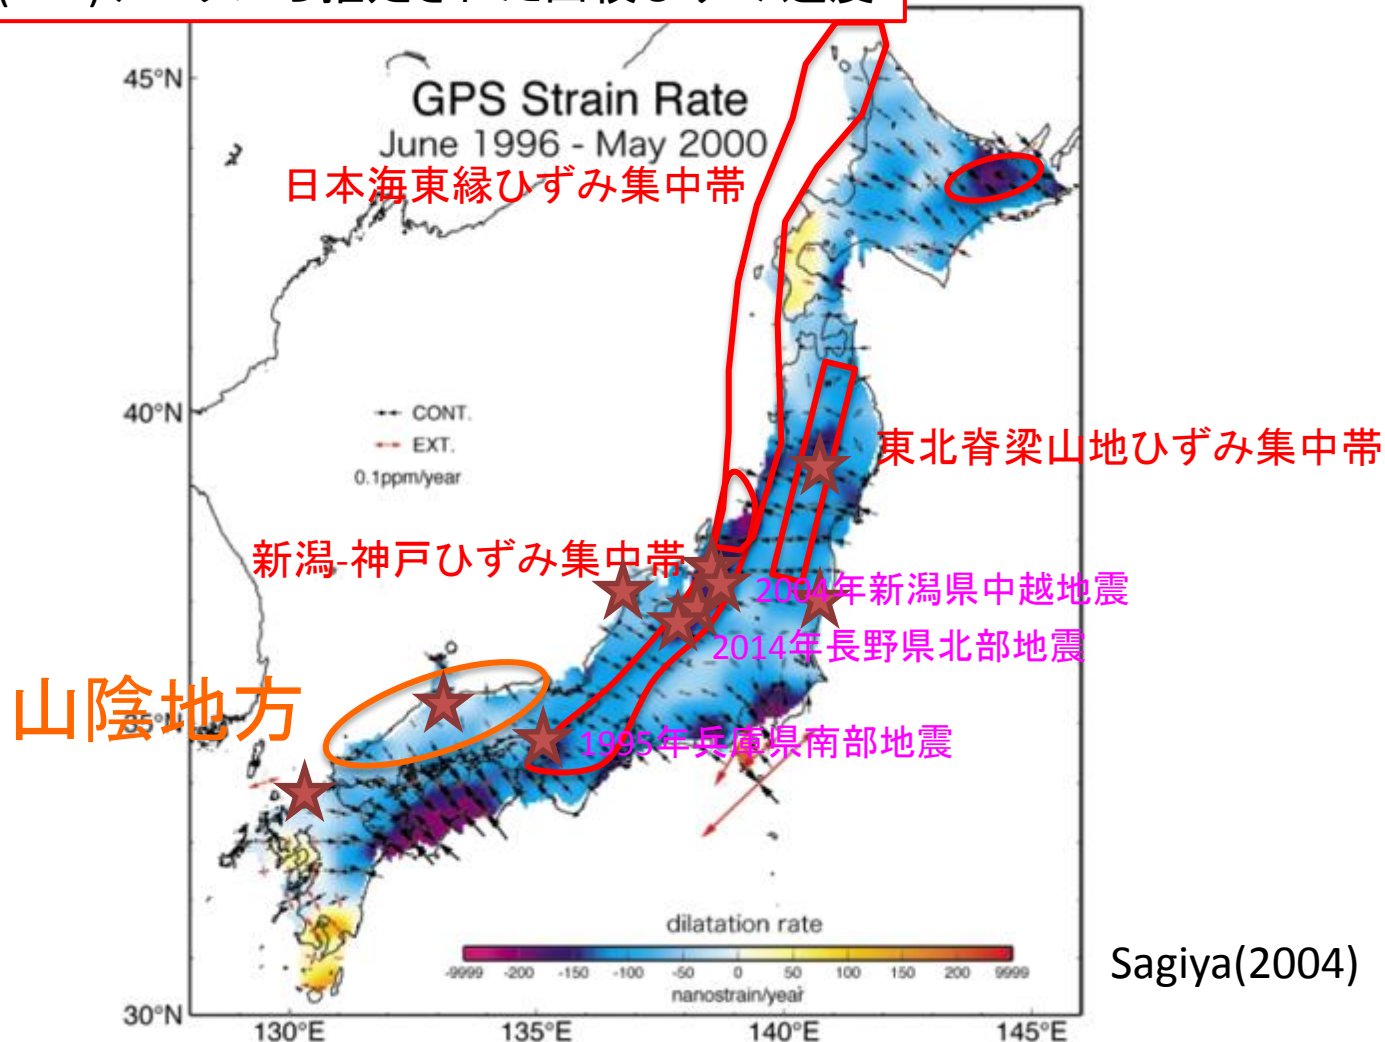 45°N
GPS Strain Rate
June 1996 - May 2000
日本海東縁ひずみ集中帯
40°N
CONT.
EXT.
0.1ppm/year
東北脊梁山地ひずみ集中帯
新潟-神戸ひずみ集中帯
2004年新潟県中越地震
2014年長野県北部地震
山陰地方
35°N
1995年兵庫県南部地震
dilatation rate
-9999 -200 -150 -100 -50 0 50 100 150 200 9999
nanostrain/year
Sagiya(2004)
30°N
130°E 135°E 140°E 145°E